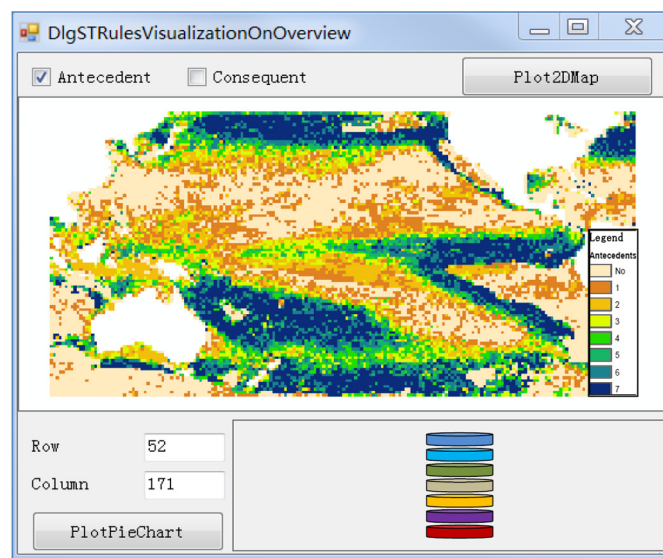 DlgSTRulesVisualizationOnOverview
Antecedent Consequent Plot2DMap
Legend
Antecedents
No
1
2
3
4
5
6
7
Row 52
Column 171
PlotPieChart